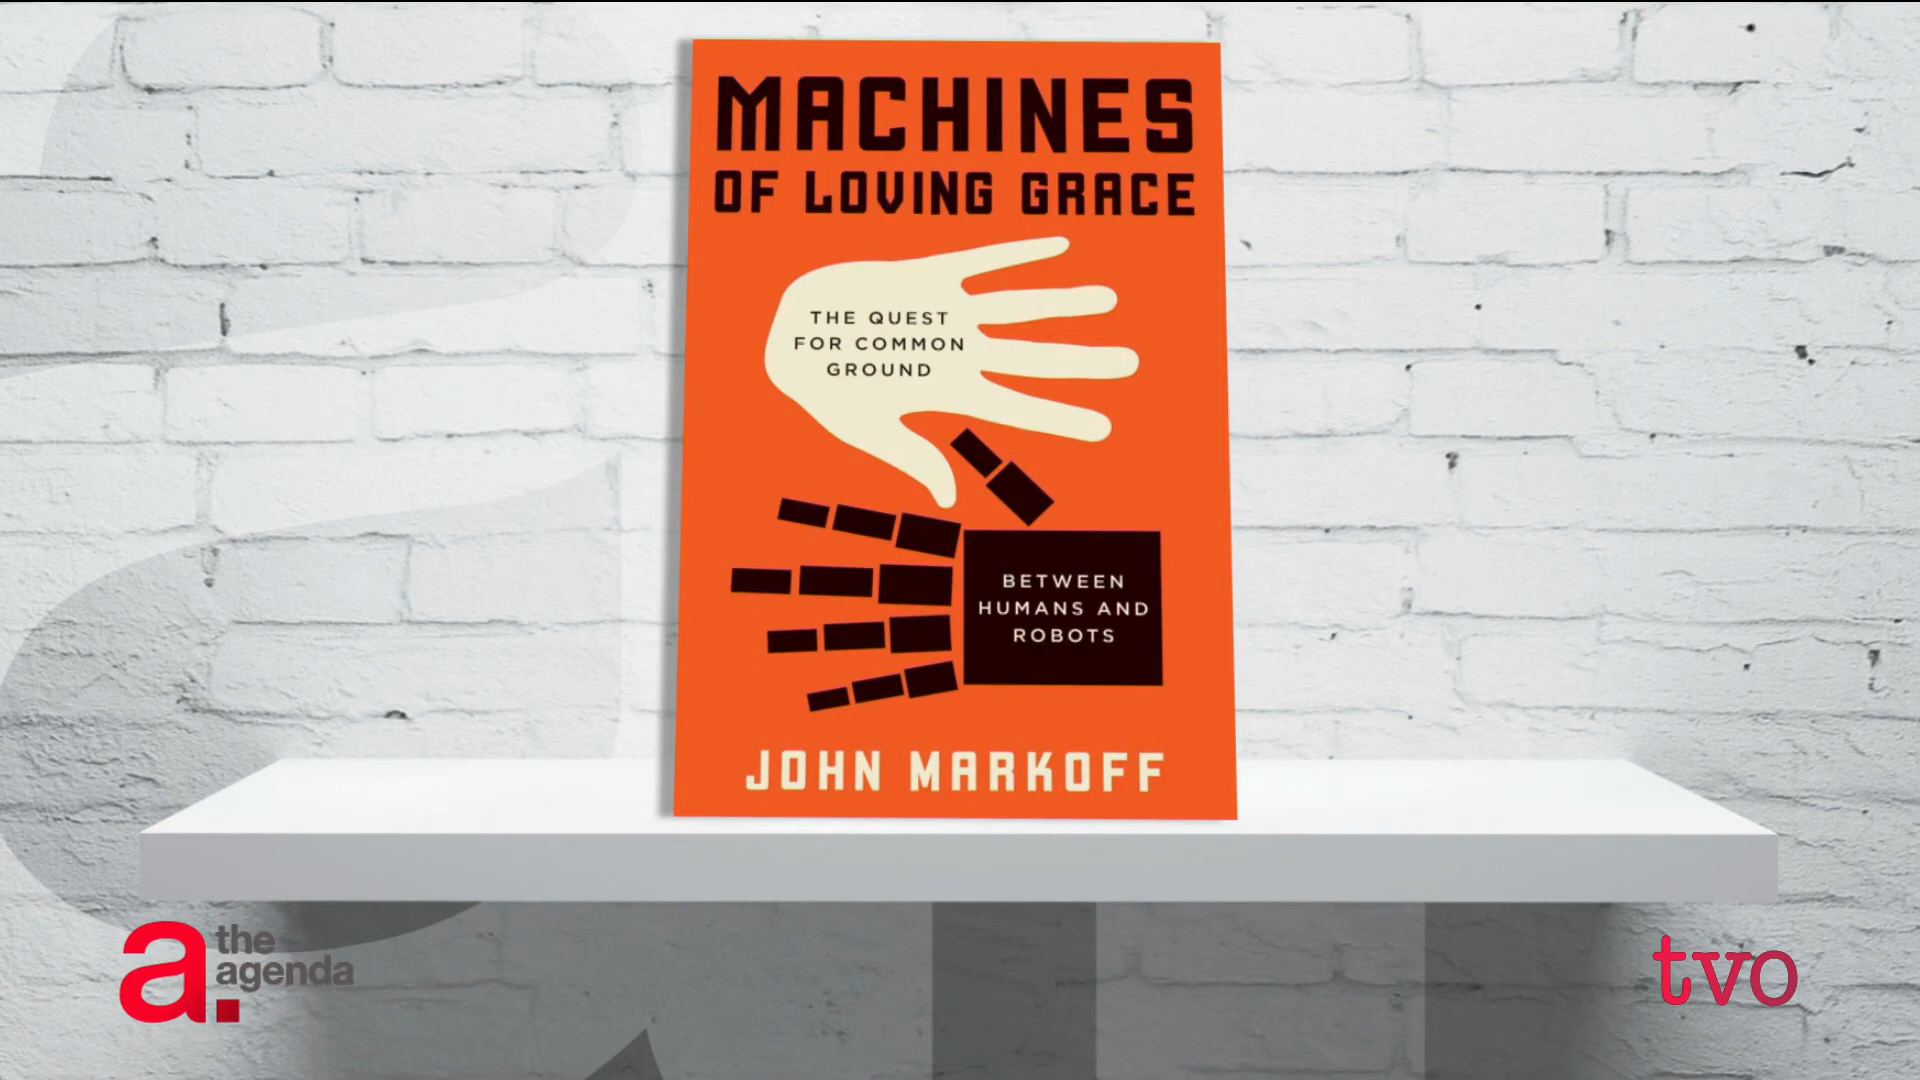 MACHINES
OF LOVING GRACE
THE QUEST
FOR COMMON
GROUND
BETWEEN
HUMANS AND
ROBOTS
JOHN MARKOFF
a. the
agenda
tvo